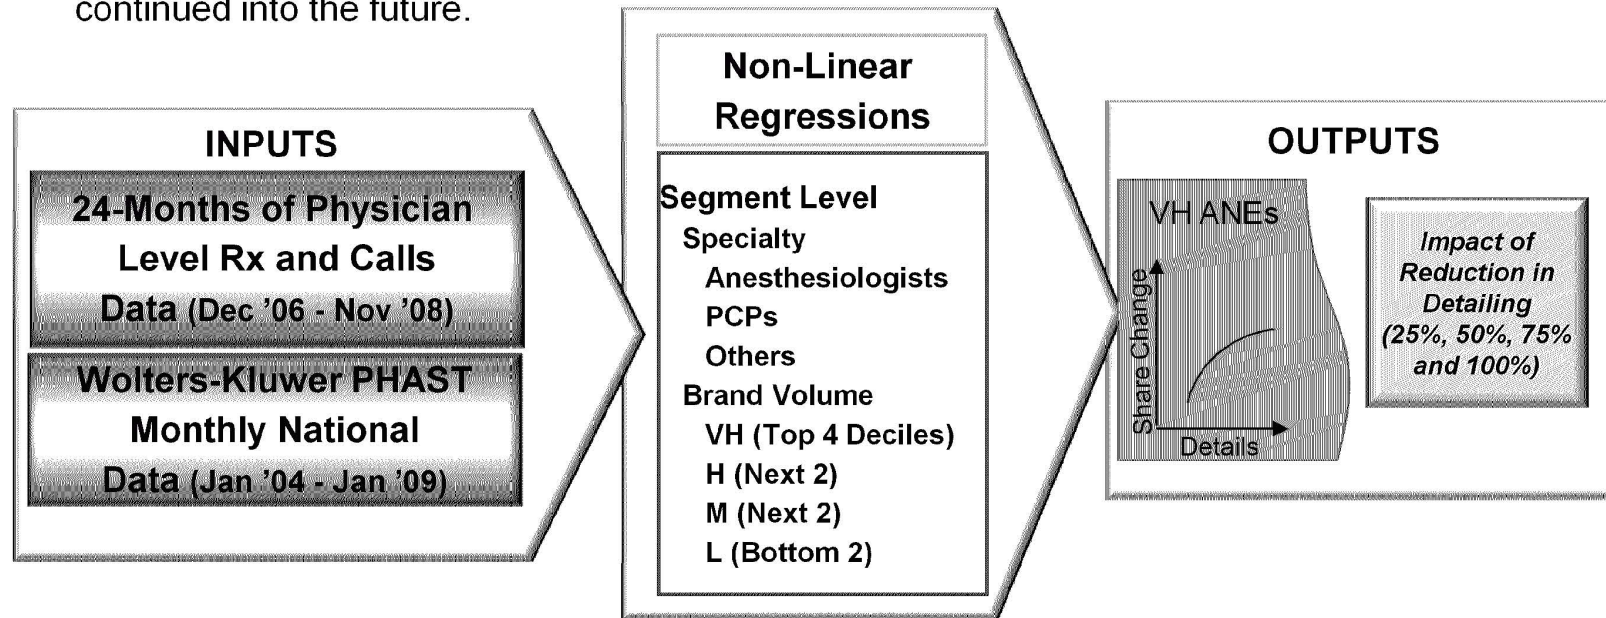 continued into the future.
INPUTS
24-Months of Physician
Level Rx and Calls
Data (Dec ’06 - Nov ’08)
Wolters-Kluwer PHAST
Monthly National
Data (Jan ’04 - Jan ’09)
Non-Linear
Regressions
Segment Level
Specialty
Anesthesiologists
PCPs
Others
Brand Volume
VH (Top 4 Deciles)
H (Next 2)
M (Next 2)
L (Bottom 2)
OUTPUTS
VH ANEs
Share Change
Details
Impact of
Reduction in
Detailing
(25%, 50%, 75%
and 100%)